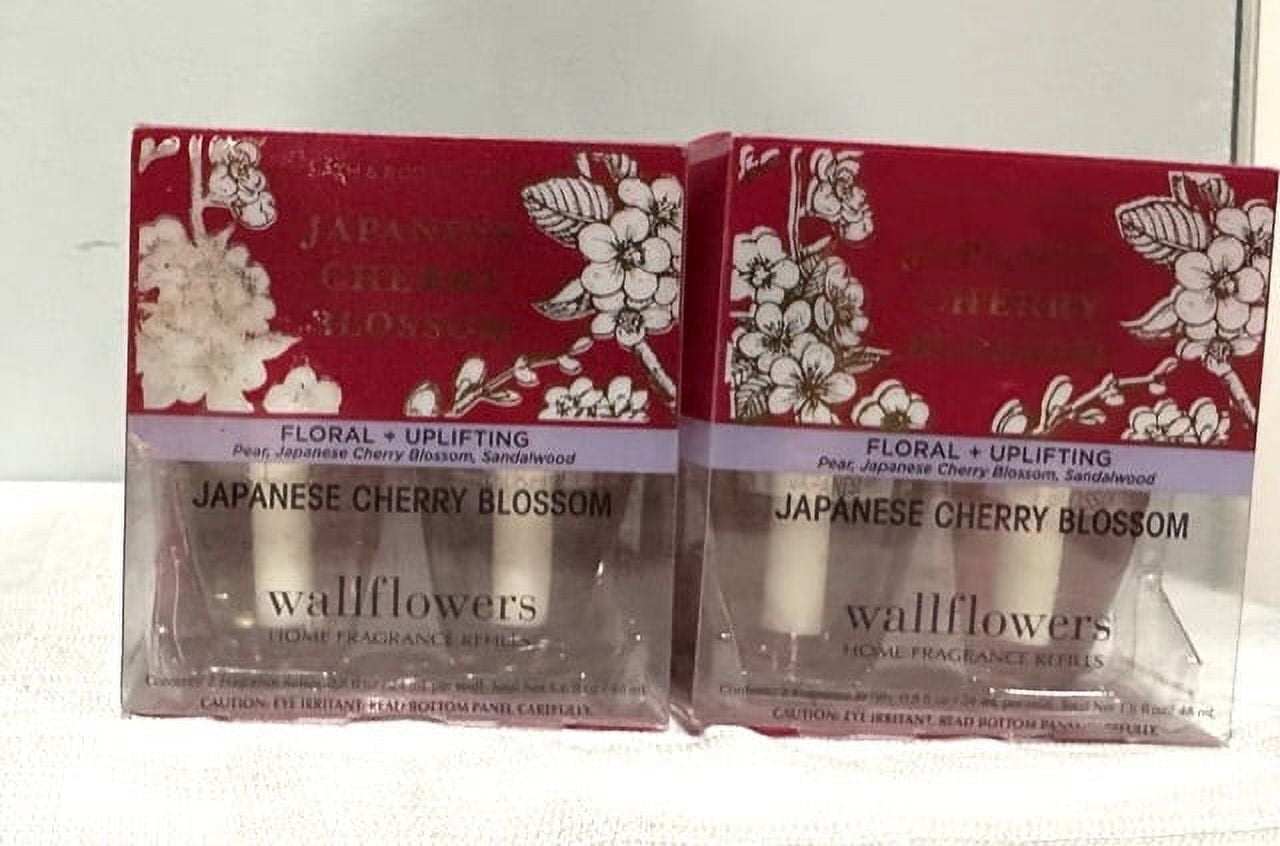 JAPANESE
CHERRY
BLOSSOM
FLORAL + UPLIFTING
Pear, Japanese Cherry Blossom, Sandalwood
JAPANESE CHERRY BLOSSOM
wallflowers
HOME FRAGRANCE REFILLS
CAUTION: EYE IRRITANT. READ BOTTOM PANEL CAREFULLY.
JAPANESE
CHERRY
FLORAL + UPLIFTING
Pear, Japanese Cherry Blossom, Sandalwood
JAPANESE CHERRY BLOSSOM
wallflowers
HOME FRAGRANCE REFILLS
CAUTION: EYE IRRITANT. READ BOTTOM